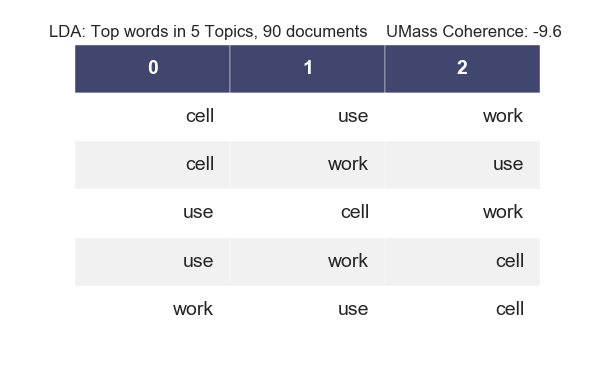 LDA: Top words in 5 Topics, 90 documents    UMass Coherence: -9.6
0 1 2
cell use work
cell work use
use cell work
use work cell
work use cell